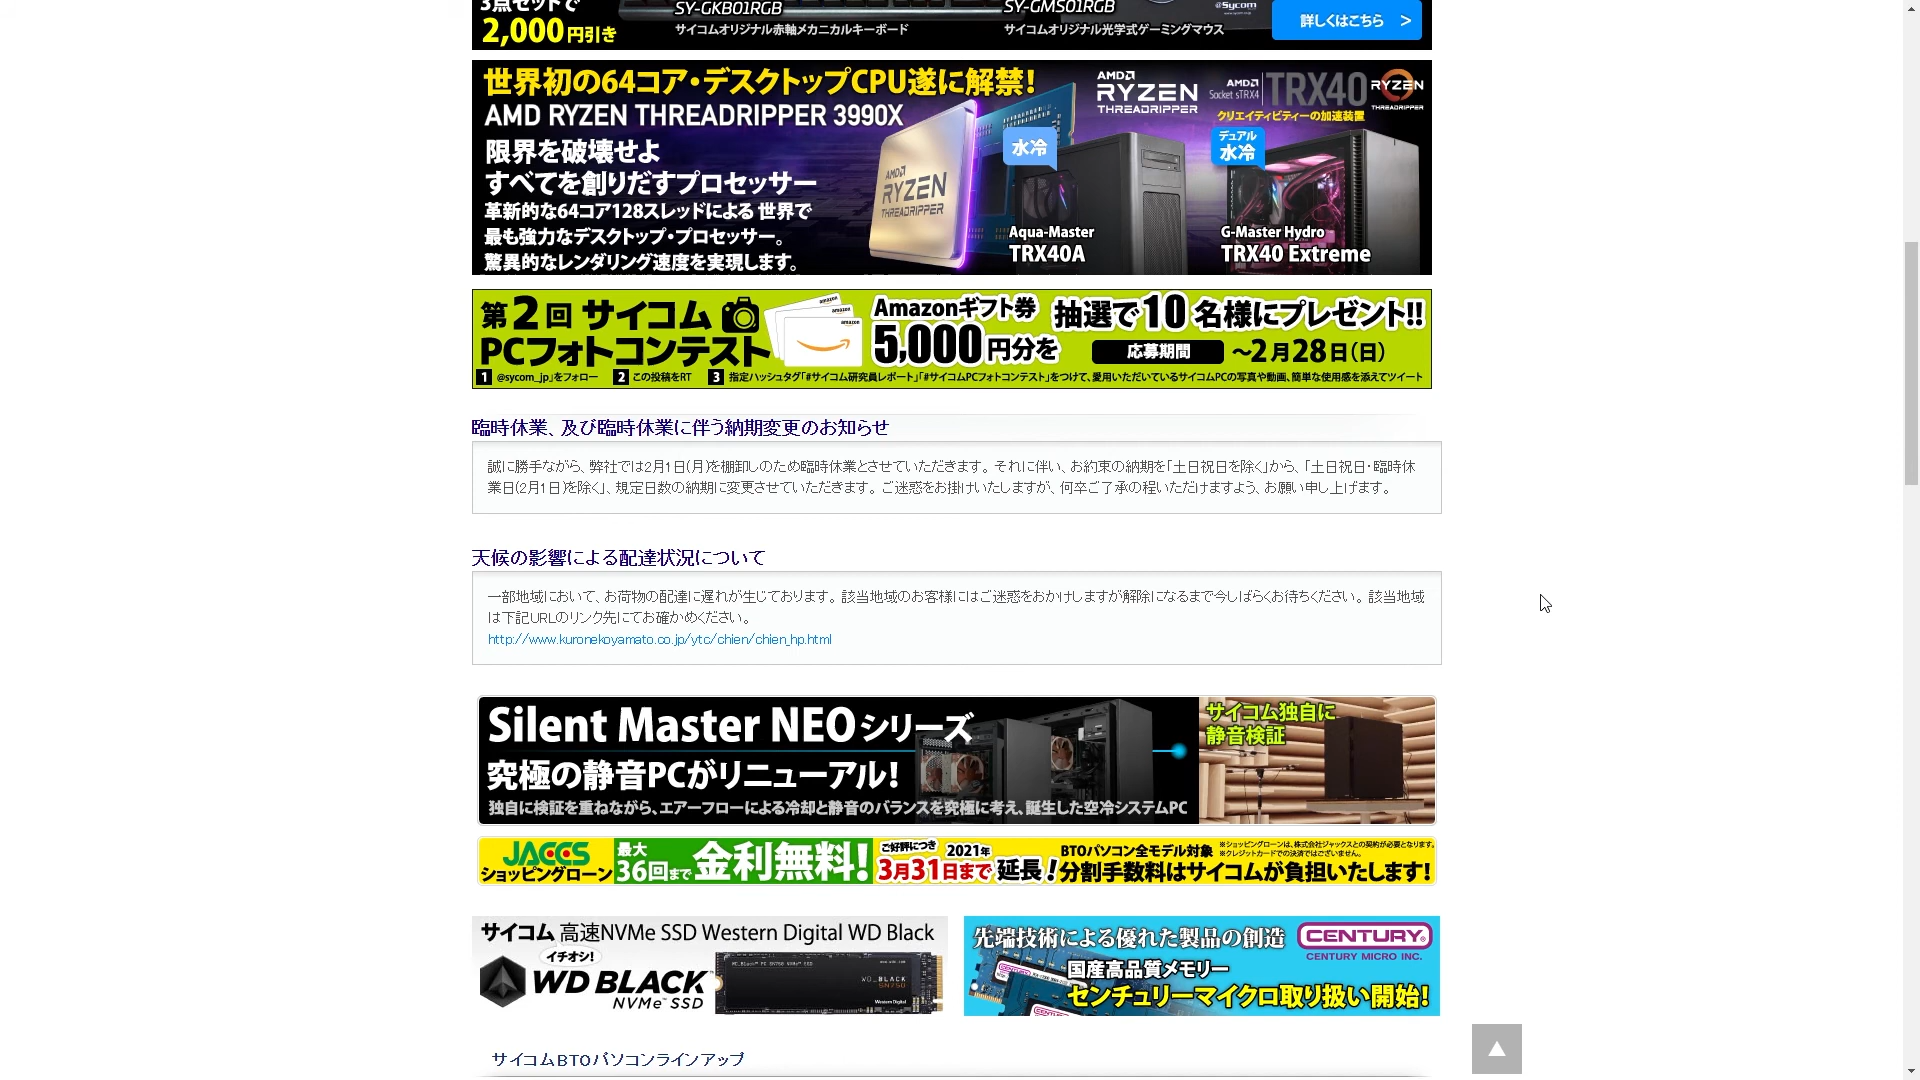 3点セットで
2,000円引き
SY-GKB01RGB
サイコムオリジナル赤軸メカニカルキーボード
SY-GMS01RGB
サイコムオリジナル光学式ゲーミングマウス
@Sycom
詳しくはこちら >
世界初の64コア・デスクトップCPU遂に解禁!
AMD RYZEN THREADRIPPER 3990X
限界を破壊せよ
すべてを創りだすプロセッサー
革新的な64コア128スレッドによる 世界で
最も強力なデスクトップ・プロセッサー。
驚異的なレンダリング速度を実現します。
AMD
RYZEN
THREADRIPPER
AMD
RYZEN
THREADRIPPER
AMD
Socket sTRX4
TRX40
RYZEN
THREADRIPPER
クリエイティビティーの加速装置
水冷
Aqua-Master
TRX40A
デュアル
水冷
G-Master Hydro
TRX40 Extreme
第2回 サイコム
PCフォトコンテスト
amazon
amazon
amazon
Amazonギフト券
5,000円分を
抽選で10名様にプレゼント!!
応募期間 ～2月28日(日)
1 @sycom_jp」をフォロー 2 この投稿をRT 3 指定ハッシュタグ「#サイコム研究員レポート」「#サイコムPCフォトコンテスト」をつけて、愛用いただいているサイコムPCの写真や動画、簡単な使用感を添えてツイート
臨時休業、及び臨時休業に伴う納期変更のお知らせ
誠に勝手ながら、弊社では2月1日(月)を棚卸しのため臨時休業とさせていただきます。それに伴い、お約束の納期を「土日祝日を除く」から、「土日祝日・臨時休
業日(2月1日)を除く」、規定日数の納期に変更させていただきます。ご迷惑をお掛けいたしますが、何卒ご了承の程いただけますよう、お願い申し上げます。
天候の影響による配達状況について
一部地域において、お荷物の配達に遅れが生じております。該当地域のお客様にはご迷惑をおかけしますが解除になるまで今しばらくお待ちください。該当地域
は下記URLのリンク先にてお確かめください。
http://www.kuronekoyamato.co.jp/ytc/chien/chien_hp.html
Silent Master NEOシリーズ
究極の静音PCがリニューアル!
独自に検証を重ねながら、エアーフローによる冷却と静音のバランスを究極に考え、誕生した空冷システムPC
サイコム独自に
静音検証
JACCS
ショッピングローン
最大
36回まで
金利無料!
ご好評につき 2021年
3月31日まで 延長!
BTOパソコン全モデル対象
※ショッピングローンは、株式会社ジャックスとの契約が必要となります。
※クレジットカードでの決済ではございません。
分割手数料はサイコムが負担いたします!
サイコム 高速NVMe SSD Western Digital WD Black
イチオシ!
WD BLACK
NVMe™ SSD
WD_BLACK
SN750
Western Digital
先端技術による優れた製品の創造
CENTURY®
CENTURY MICRO INC.
国産高品質メモリー
センチュリーマイクロ取り扱い開始!
サイコムBTOパソコンラインアップ